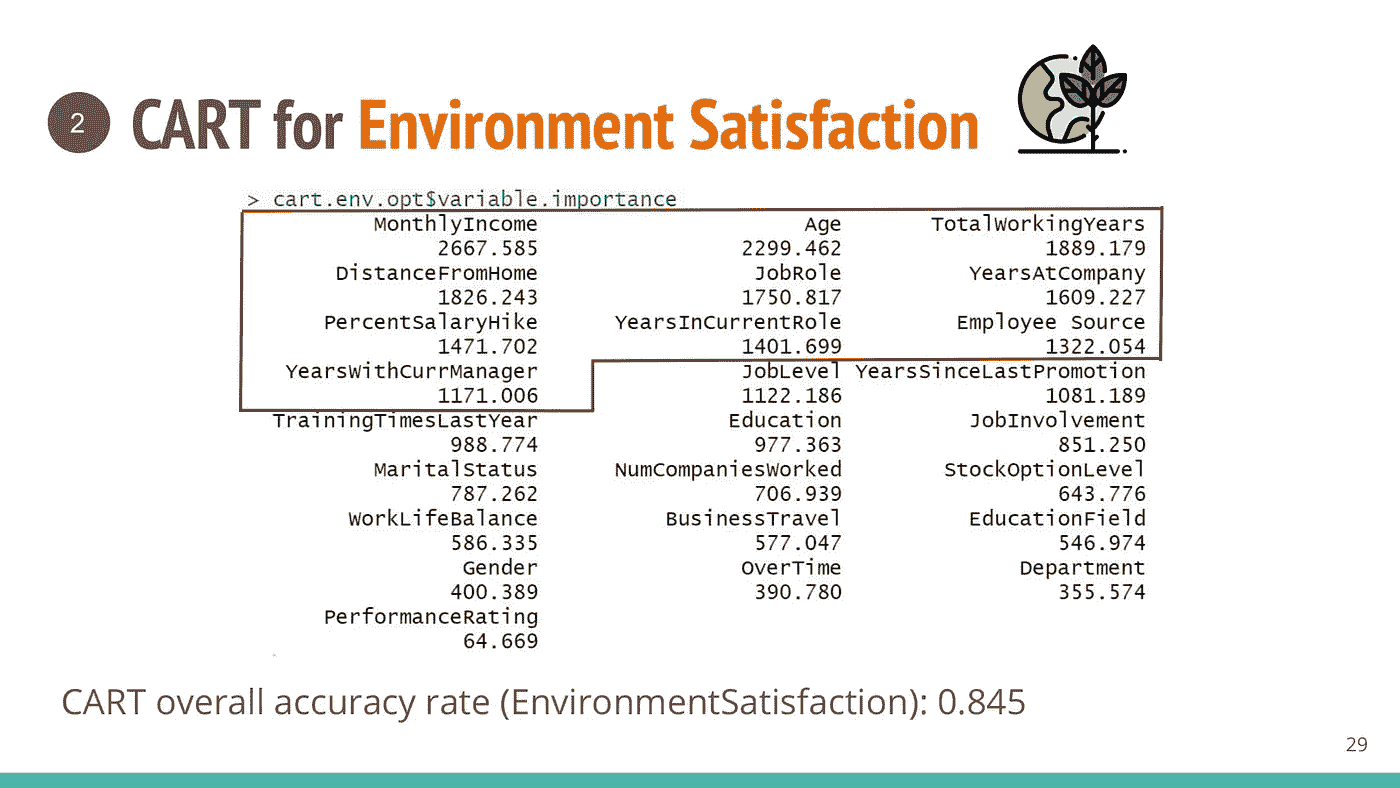 2
CART for Environment Satisfaction
> cart.env.opt$variable.importance
MonthlyIncome Age TotalWorkingYears
2667.585 2299.462 1889.179
DistanceFromHome JobRole YearsAtCompany
1826.243 1750.817 1609.227
PercentSalaryHike YearsInCurrentRole Employee Source
1471.702 1401.699 1322.054
YearsWithCurrManager JobLevel YearsSinceLastPromotion
1171.006 1122.186 1081.189
TrainingTimesLastYear Education JobInvolvement
988.774 977.363 851.250
MaritalStatus NumCompaniesWorked StockOptionLevel
787.262 706.939 643.776
WorkLifeBalance BusinessTravel EducationField
586.335 577.047 546.974
Gender OverTime Department
400.389 390.780 355.574
PerformanceRating
64.669
CART overall accuracy rate (EnvironmentSatisfaction): 0.845
29